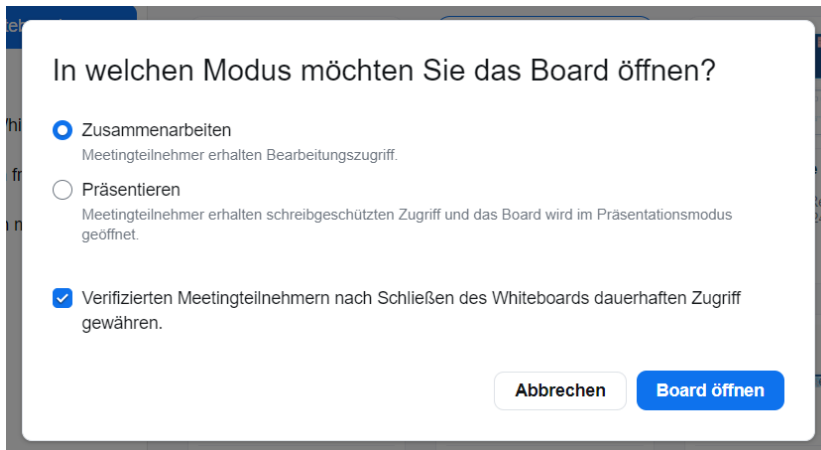 In welchen Modus möchten Sie das Board öffnen?
Zusammenarbeiten
Meetingteilnehmer erhalten Bearbeitungszugriff.
Präsentieren
Meetingteilnehmer erhalten schreibgeschützten Zugriff und das Board wird im Präsentationsmodus
geöffnet.
Verifizierten Meetingteilnehmern nach Schließen des Whiteboards dauerhaften Zugriff
gewähren.
Abbrechen
Board öffnen